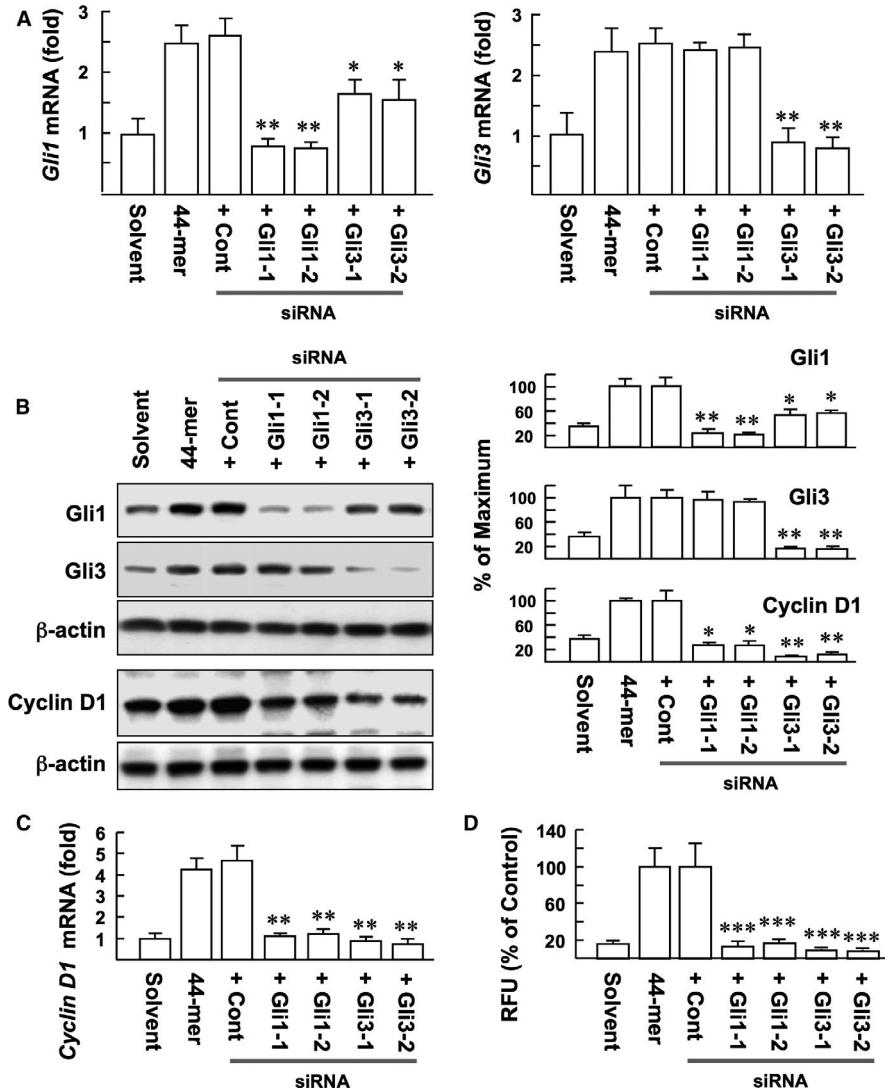 A
Gli1 mRNA (fold)
3
2
1
**
**
*
*
Solvent
44-mer
+ Cont
+ Gli1-1
+ Gli1-2
+ Gli3-1
+ Gli3-2
siRNA
Gli3 mRNA (fold)
3
2
1
**
**
Solvent
44-mer
+ Cont
+ Gli1-1
+ Gli1-2
+ Gli3-1
+ Gli3-2
siRNA
B
siRNA
Solvent
44-mer
+ Cont
+ Gli1-1
+ Gli1-2
+ Gli3-1
+ Gli3-2
Gli1
Gli3
β-actin
Cyclin D1
β-actin
% of Maximum
Gli1
100
60
20
**
**
*
*
Gli3
100
60
20
**
**
Cyclin D1
100
60
20
*
*
**
**
Solvent
44-mer
+ Cont
+ Gli1-1
+ Gli1-2
+ Gli3-1
+ Gli3-2
siRNA
C
Cyclin D1 mRNA (fold)
6
5
4
3
2
1
**
**
**
**
Solvent
44-mer
+ Cont
+ Gli1-1
+ Gli1-2
+ Gli3-1
+ Gli3-2
siRNA
D
RFU (% of Control)
140
100
60
20
***
***
***
***
Solvent
44-mer
+ Cont
+ Gli1-1
+ Gli1-2
+ Gli3-1
+ Gli3-2
siRNA